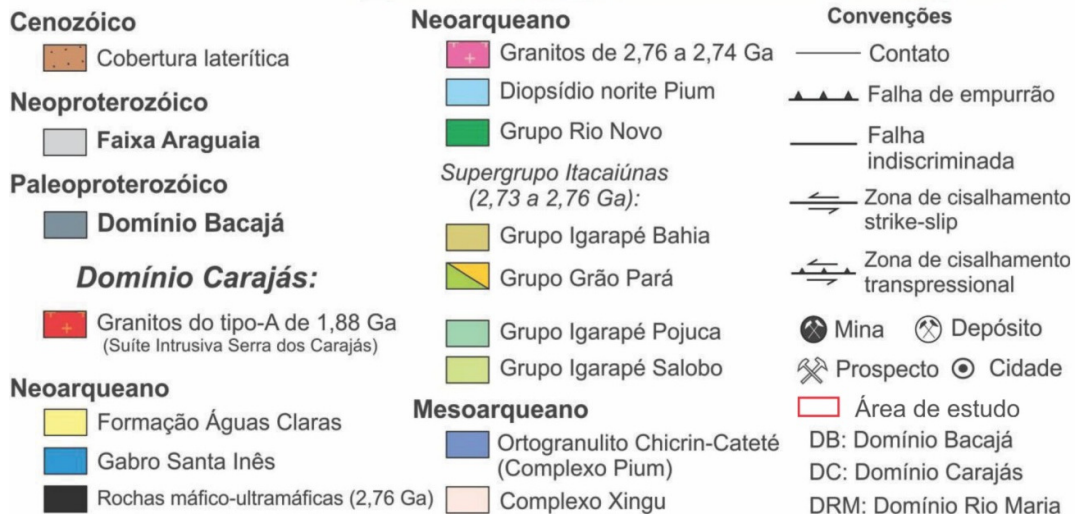 Cenozóico
Cobertura laterítica
Neoproterozóico
Faixa Araguaia
Paleoproterozóico
Domínio Bacajá
Domínio Carajás:
Granitos do tipo-A de 1,88 Ga
(Suíte Intrusiva Serra dos Carajás)
Neoarqueano
Formação Águas Claras
Gabro Santa Inês
Rochas máfico-ultramáficas (2,76 Ga)
Neoarqueano
Granitos de 2,76 a 2,74 Ga
Diopsídio norite Pium
Grupo Rio Novo
Supergrupo Itacaiúnas
(2,73 a 2,76 Ga):
Grupo Igarapé Bahia
Grupo Grão Pará
Grupo Igarapé Pojuca
Grupo Igarapé Salobo
Mesoarqueano
Ortogranulito Chicrin-Cateté
(Complexo Pium)
Complexo Xingu
Convenções
Contato
Falha de empurrão
Falha
indiscriminada
Zona de cisalhamento
strike-slip
Zona de cisalhamento
transpressional
Mina Depósito
Prospecto Cidade
Área de estudo
DB: Domínio Bacajá
DC: Domínio Carajás
DRM: Domínio Rio Maria